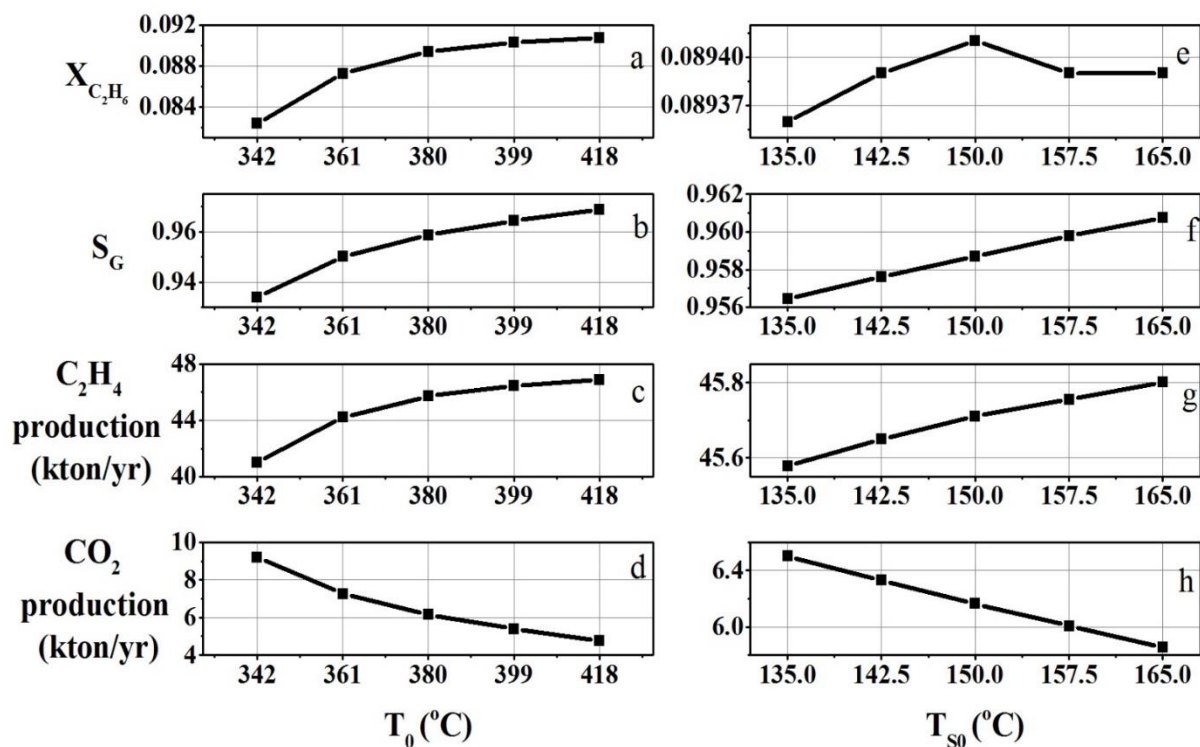 0.092
0.088
0.084
X C₂H₆
a
342 361 380 399 418
0.08940
0.08937
e
135.0 142.5 150.0 157.5 165.0
0.96
0.94
S_G
b
342 361 380 399 418
0.962
0.960
0.958
0.956
f
135.0 142.5 150.0 157.5 165.0
C₂H₄
production
(kton/yr)
48
44
40
c
342 361 380 399 418
45.8
45.6
g
135.0 142.5 150.0 157.5 165.0
CO₂
production
(kton/yr)
10
8
6
4
d
342 361 380 399 418
T₀ (°C)
6.4
6.0
h
135.0 142.5 150.0 157.5 165.0
T_S0 (°C)